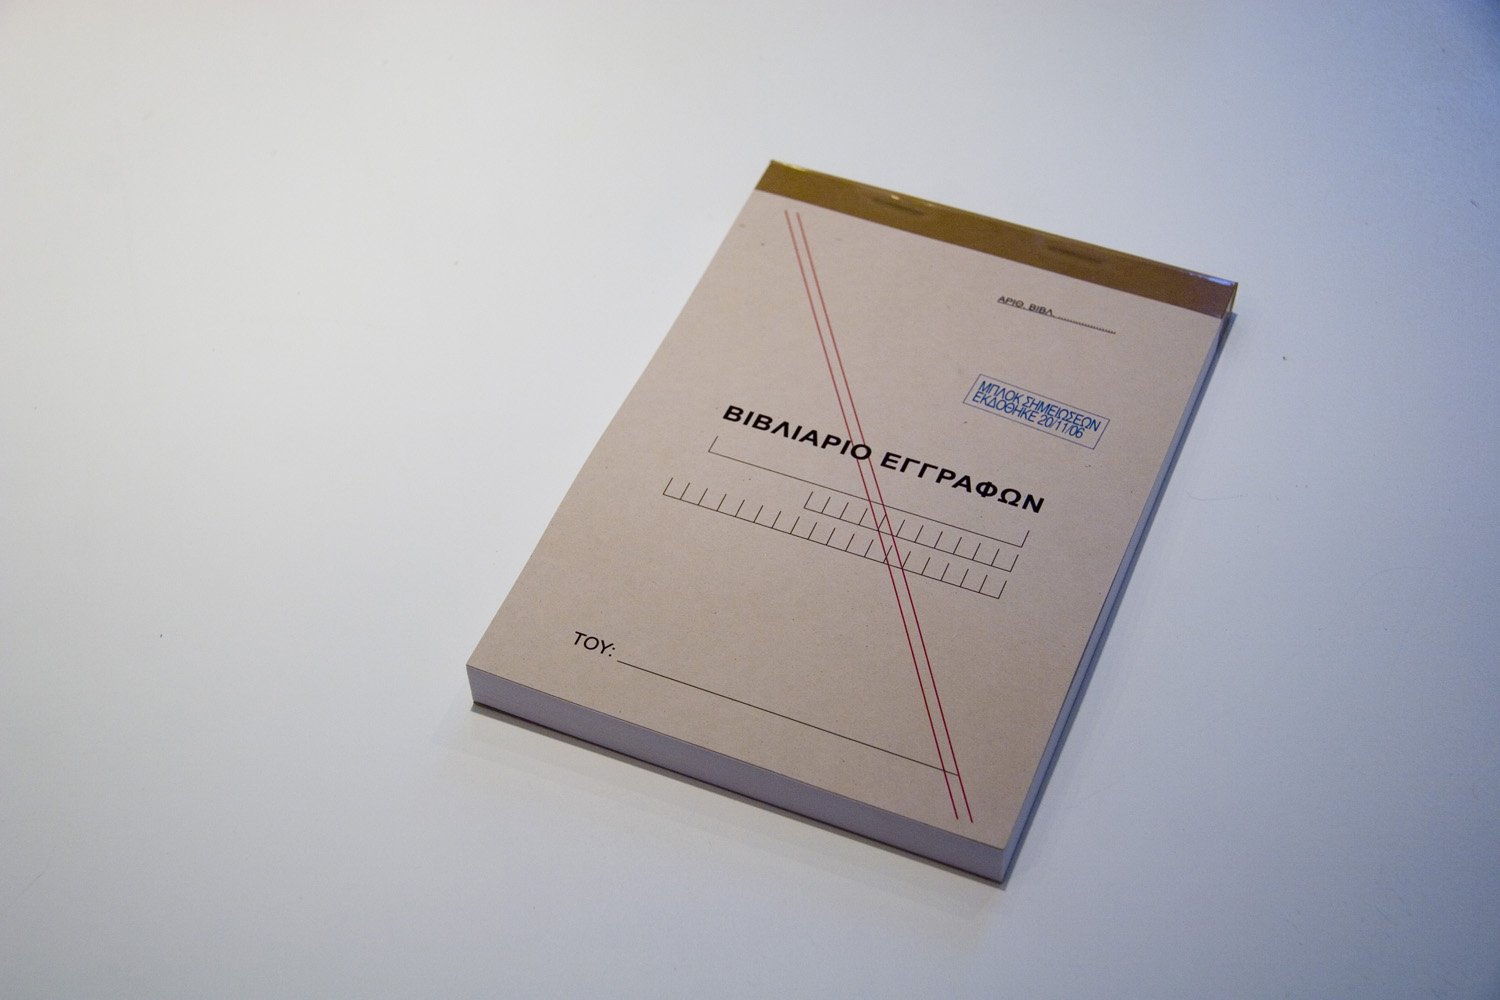 ΑΡΙΘ. ΒΙΒΛ. ......................
ΜΠΛΟΚ ΣΗΜΕΙΩΣΕΩΝ
ΕΚΔΟΘΗΚΕ 20/11/06
ΒΙΒΛΙΑΡΙΟ ΕΓΓΡΑΦΩΝ
ΤΟΥ: